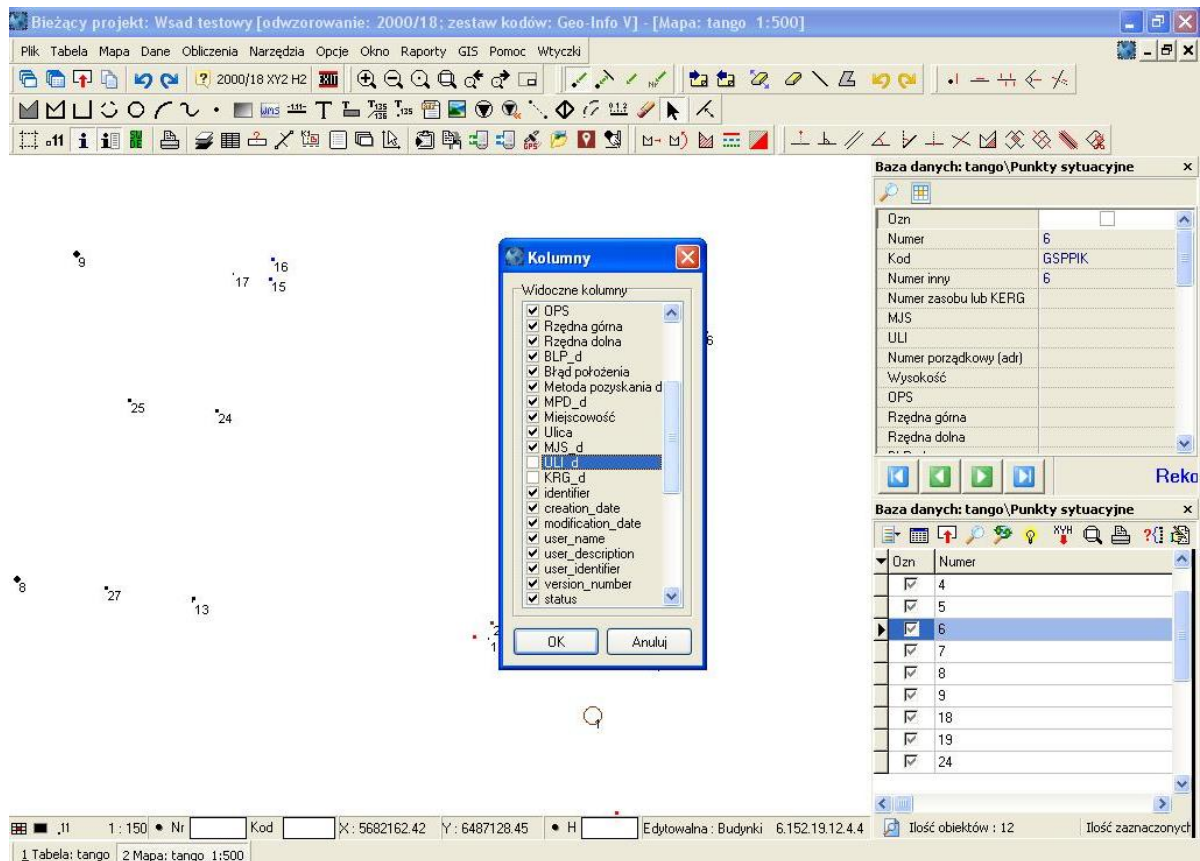 Bieżący projekt: Wsad testowy [odwzorowanie: 2000/18; zestaw kodów: Geo-Info V] - [Mapa: tango 1:500]
Plik Tabela Mapa Dane Obliczenia Narzędzia Opcje Okno Raporty GIS Pomoc Wtyczki
2000/18 XY2 H2
Baza danych: tango\Punkty sytuacyjne
Ozn
Numer 6
Kod GSPPIK
Numer inny 6
Numer zasobu lub KERG
MJS
ULI
Numer porządkowy (adr)
Wysokość
OPS
Rzędna górna
Rzędna dolna
Reko
Kolumny
Widoczne kolumny
OPS
Rzędna górna
Rzędna dolna
BLP_d
Błąd położenia
Metoda pozyskania d
MPD_d
Miejscowość
Ulica
MJS_d
ULI_d
KRG_d
identifier
creation_date
modification_date
user_name
user_description
user_identifier
version_number
status
OK Anuluj
9
16
17
15
6
25
24
8
27
13
2
1
1
Baza danych: tango\Punkty sytuacyjne
XYH
Ozn Numer
4
5
6
7
8
9
18
19
24
.11 1 : 150 Nr Kod X : 5682162.42 Y : 6487128.45 H Edytowalna : Budynki 6.152.19.12.4.4 Ilość obiektów : 12 Ilość zaznaczonych
1 Tabela: tango 2 Mapa: tango 1:500